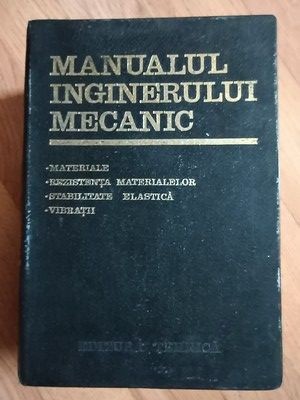 MANUALUL
INGINERULUI
MECANIC
•MATERIALE
•REZISTENȚA MATERIALELOR
•STABILITATE ELASTICĂ
•VIBRAȚII
EDITURA TEHNICĂ